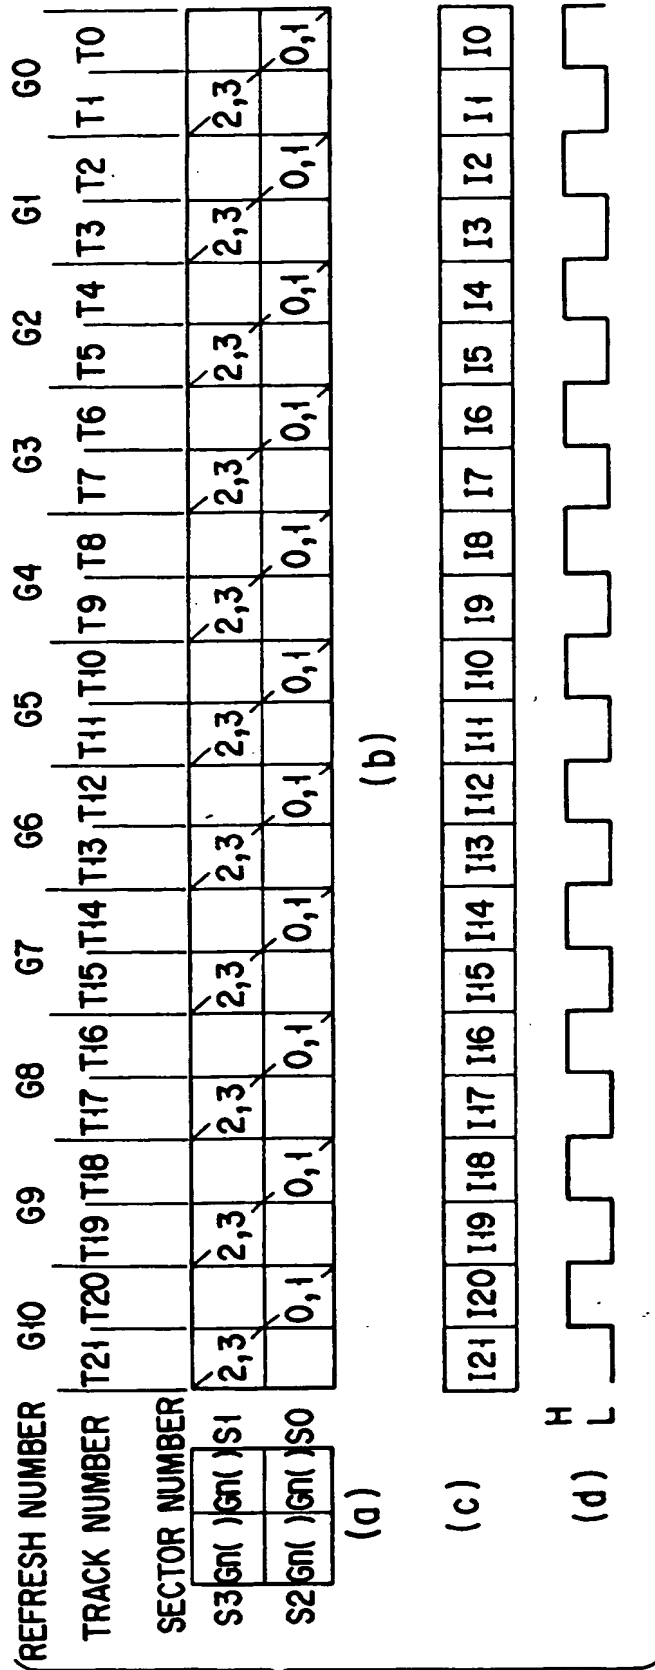 REFRESH NUMBER G10 G9 G8 G7 G6 G5 G4 G3 G2 G1 G0
TRACK NUMBER T21 T20 T19 T18 T17 T16 T15 T14 T13 T12 T11 T10 T9 T8 T7 T6 T5 T4 T3 T2 T1 T0
SECTOR NUMBER
S3 Gn( ) Gn( ) S1 2,3 2,3 2,3 2,3 2,3 2,3 2,3 2,3 2,3 2,3 2,3
S2 Gn( ) Gn( ) S0 0,1 0,1 0,1 0,1 0,1 0,1 0,1 0,1 0,1 0,1 0,1
(a) (b)
(c) I21 I20 I19 I18 I17 I16 I15 I14 I13 I12 I11 I10 I9 I8 I7 I6 I5 I4 I3 I2 I1 I0
H
(d) L